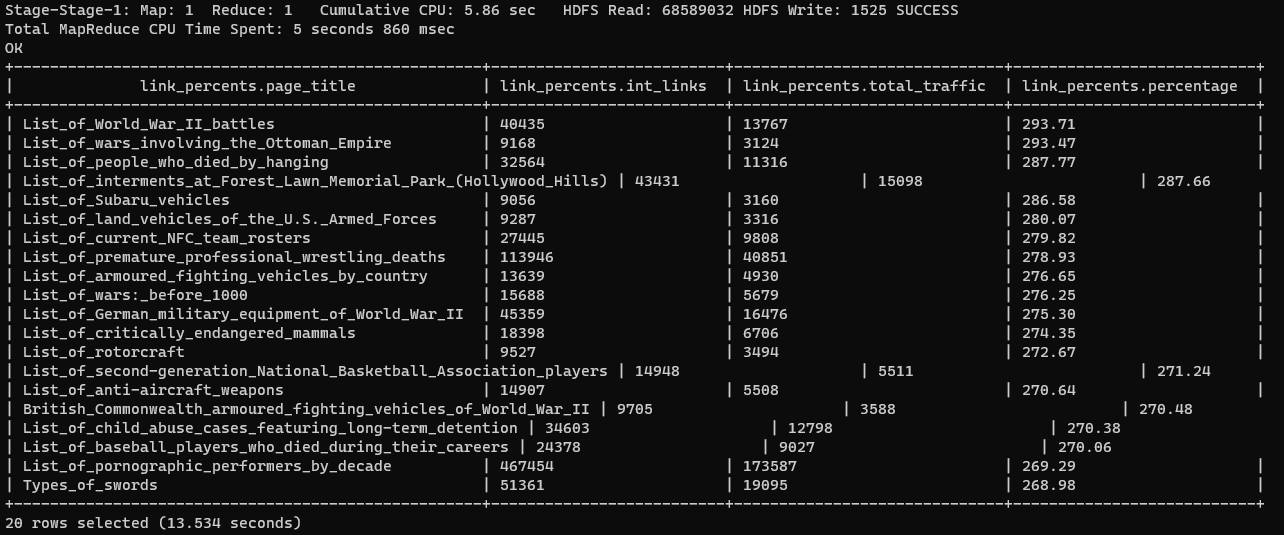 Stage-Stage-1: Map: 1  Reduce: 1   Cumulative CPU: 5.86 sec   HDFS Read: 68589032 HDFS Write: 1525 SUCCESS
Total MapReduce CPU Time Spent: 5 seconds 860 msec
OK
+----------------------------------------------------+--------------------------+------------------------------+---------------------------+
|              link_percents.page_title              | link_percents.int_links  | link_percents.total_traffic  | link_percents.percentage  |
+----------------------------------------------------+--------------------------+------------------------------+---------------------------+
| List_of_World_War_II_battles                       | 40435                    | 13767                        | 293.71                    |
| List_of_wars_involving_the_Ottoman_Empire          | 9168                     | 3124                         | 293.47                    |
| List_of_people_who_died_by_hanging                 | 32564                    | 11316                        | 287.77                    |
| List_of_interments_at_Forest_Lawn_Memorial_Park_(Hollywood_Hills) | 43431                    | 15098                        | 287.66                    |
| List_of_Subaru_vehicles                            | 9056                     | 3160                         | 286.58                    |
| List_of_land_vehicles_of_the_U.S._Armed_Forces     | 9287                     | 3316                         | 280.07                    |
| List_of_current_NFC_team_rosters                   | 27445                    | 9808                         | 279.82                    |
| List_of_premature_professional_wrestling_deaths    | 113946                   | 40851                        | 278.93                    |
| List_of_armoured_fighting_vehicles_by_country      | 13639                    | 4930                         | 276.65                    |
| List_of_wars:_before_1000                          | 15688                    | 5679                         | 276.25                    |
| List_of_German_military_equipment_of_World_War_II  | 45359                    | 16476                        | 275.30                    |
| List_of_critically_endangered_mammals              | 18398                    | 6706                         | 274.35                    |
| List_of_rotorcraft                                 | 9527                     | 3494                         | 272.67                    |
| List_of_second-generation_National_Basketball_Association_players | 14948                    | 5511                         | 271.24                    |
| List_of_anti-aircraft_weapons                      | 14907                    | 5508                         | 270.64                    |
| British_Commonwealth_armoured_fighting_vehicles_of_World_War_II | 9705                     | 3588                         | 270.48                    |
| List_of_child_abuse_cases_featuring_long-term_detention | 34603                    | 12798                        | 270.38                    |
| List_of_baseball_players_who_died_during_their_careers | 24378                    | 9027                         | 270.06                    |
| List_of_pornographic_performers_by_decade          | 467454                   | 173587                       | 269.29                    |
| Types_of_swords                                    | 51361                    | 19095                        | 268.98                    |
+----------------------------------------------------+--------------------------+------------------------------+---------------------------+
20 rows selected (13.534 seconds)